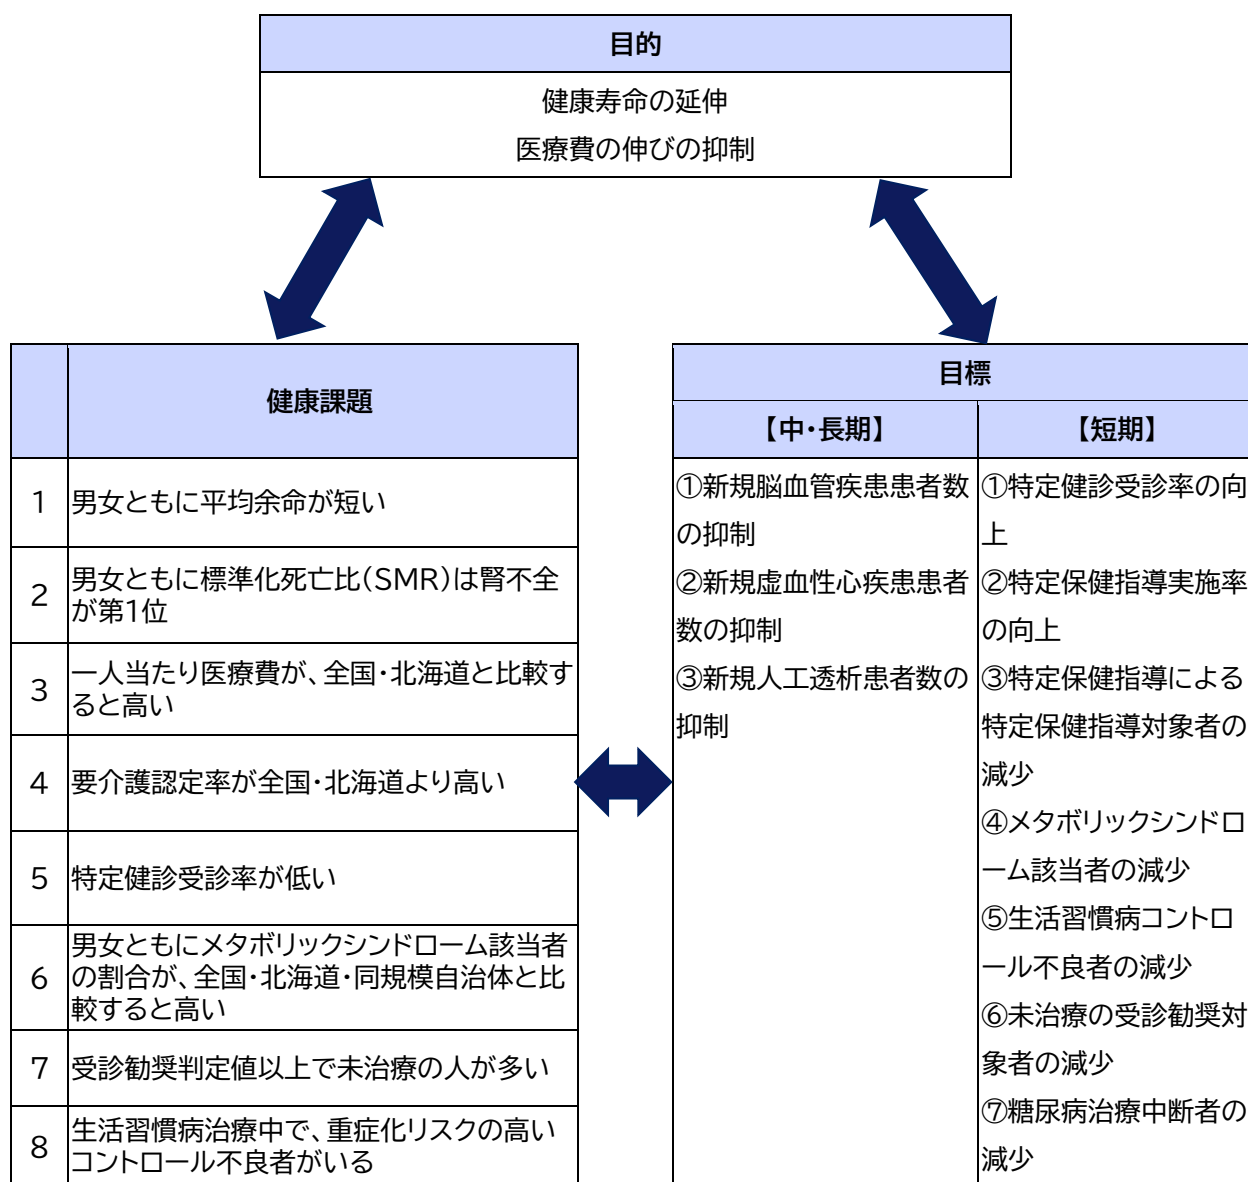 目的
健康寿命の延伸
医療費の伸びの抑制
健康課題
1
男女ともに平均余命が短い
2
男女ともに標準化死亡比(SMR)は腎不全
が第1位
3
一人当たり医療費が、全国・北海道と比較す
ると高い
4
要介護認定率が全国・北海道より高い
5
特定健診受診率が低い
6
男女ともにメタボリックシンドローム該当者
の割合が、全国・北海道・同規模自治体と比
較すると高い
7
受診勧奨判定値以上で未治療の人が多い
8
生活習慣病治療中で、重症化リスクの高い
コントロール不良者がいる
目標
【中・長期】
①新規脳血管疾患患者数
の抑制
②新規虚血性心疾患患者
数の抑制
③新規人工透析患者数の
抑制
【短期】
①特定健診受診率の向
上
②特定保健指導実施率
の向上
③特定保健指導による
特定保健指導対象者の
減少
④メタボリックシンドロ
ーム該当者の減少
⑤生活習慣病コントロ
ール不良者の減少
⑥未治療の受診勧奨対
象者の減少
⑦糖尿病治療中断者の
減少